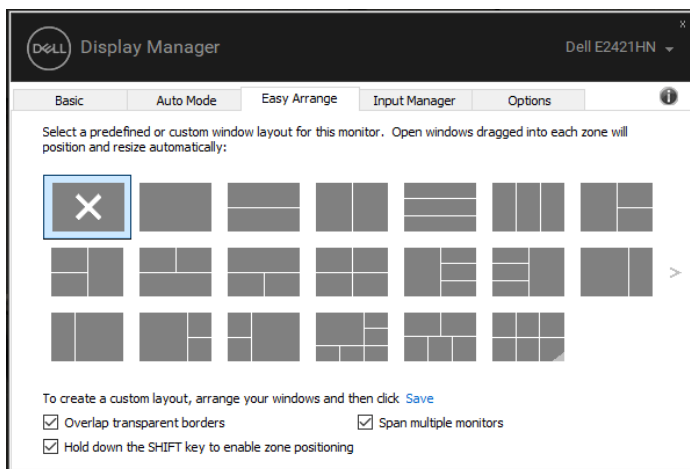 x
DELL Display Manager Dell E2421HN
Basic Auto Mode Easy Arrange Input Manager Options i
Select a predefined or custom window layout for this monitor. Open windows dragged into each zone will
position and resize automatically:
>
To create a custom layout, arrange your windows and then click Save
Overlap transparent borders Span multiple monitors
Hold down the SHIFT key to enable zone positioning